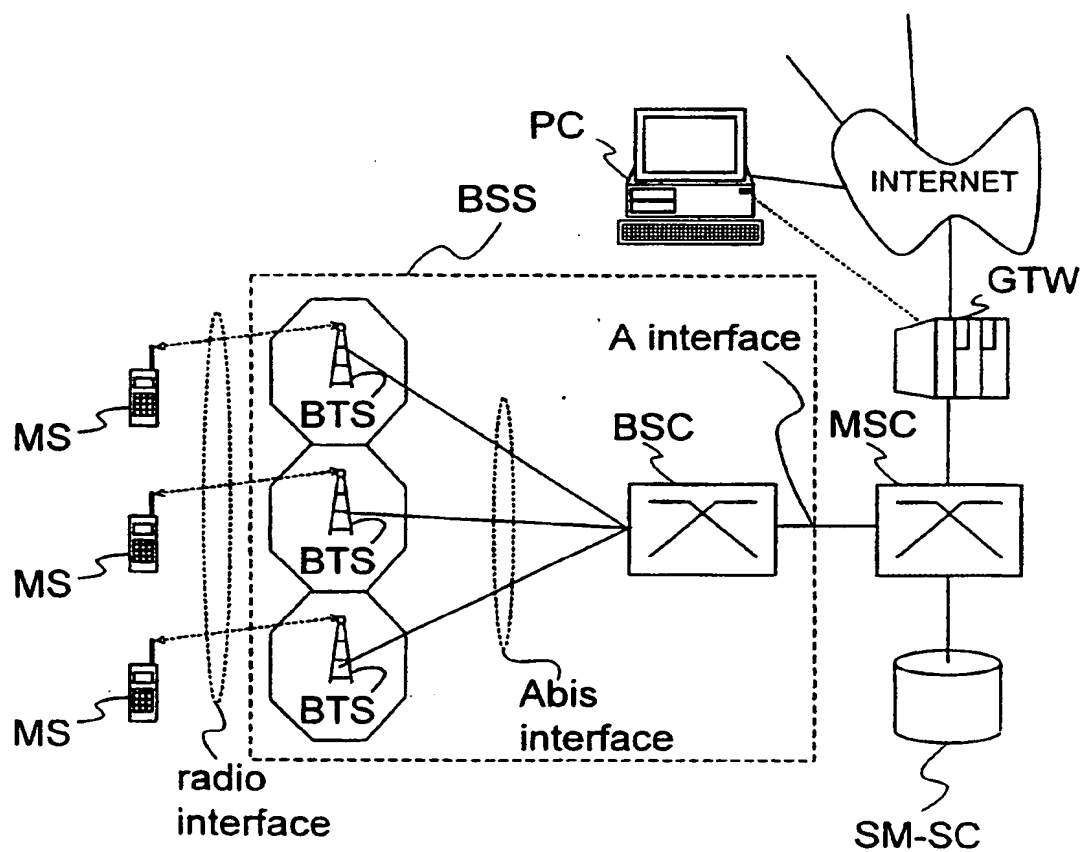 PC
INTERNET
BSS
GTW
A interface
BTS
BSC
MSC
MS
BTS
MS
BTS
Abis
interface
MS
radio
interface
SM-SC